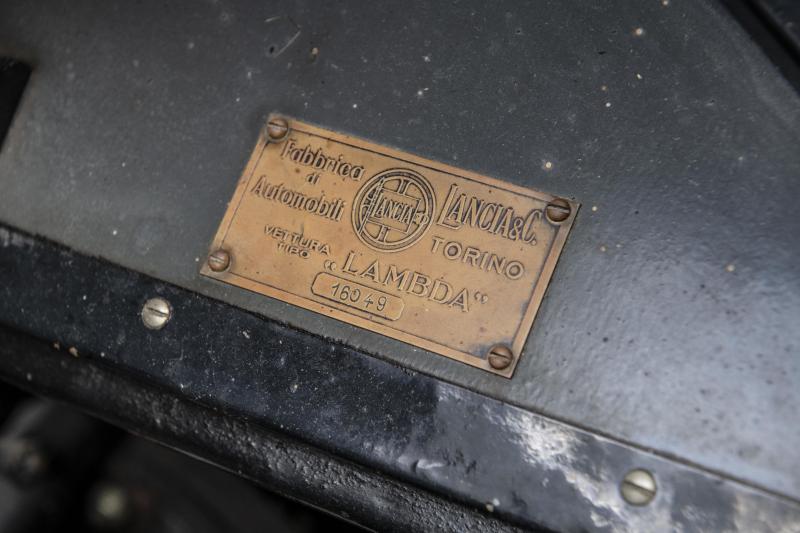 Fabbrica
di
Automobili
LANCIA
LANCIA & C.
TORINO
VETTURA
TIPO
“LAMBDA”
16049